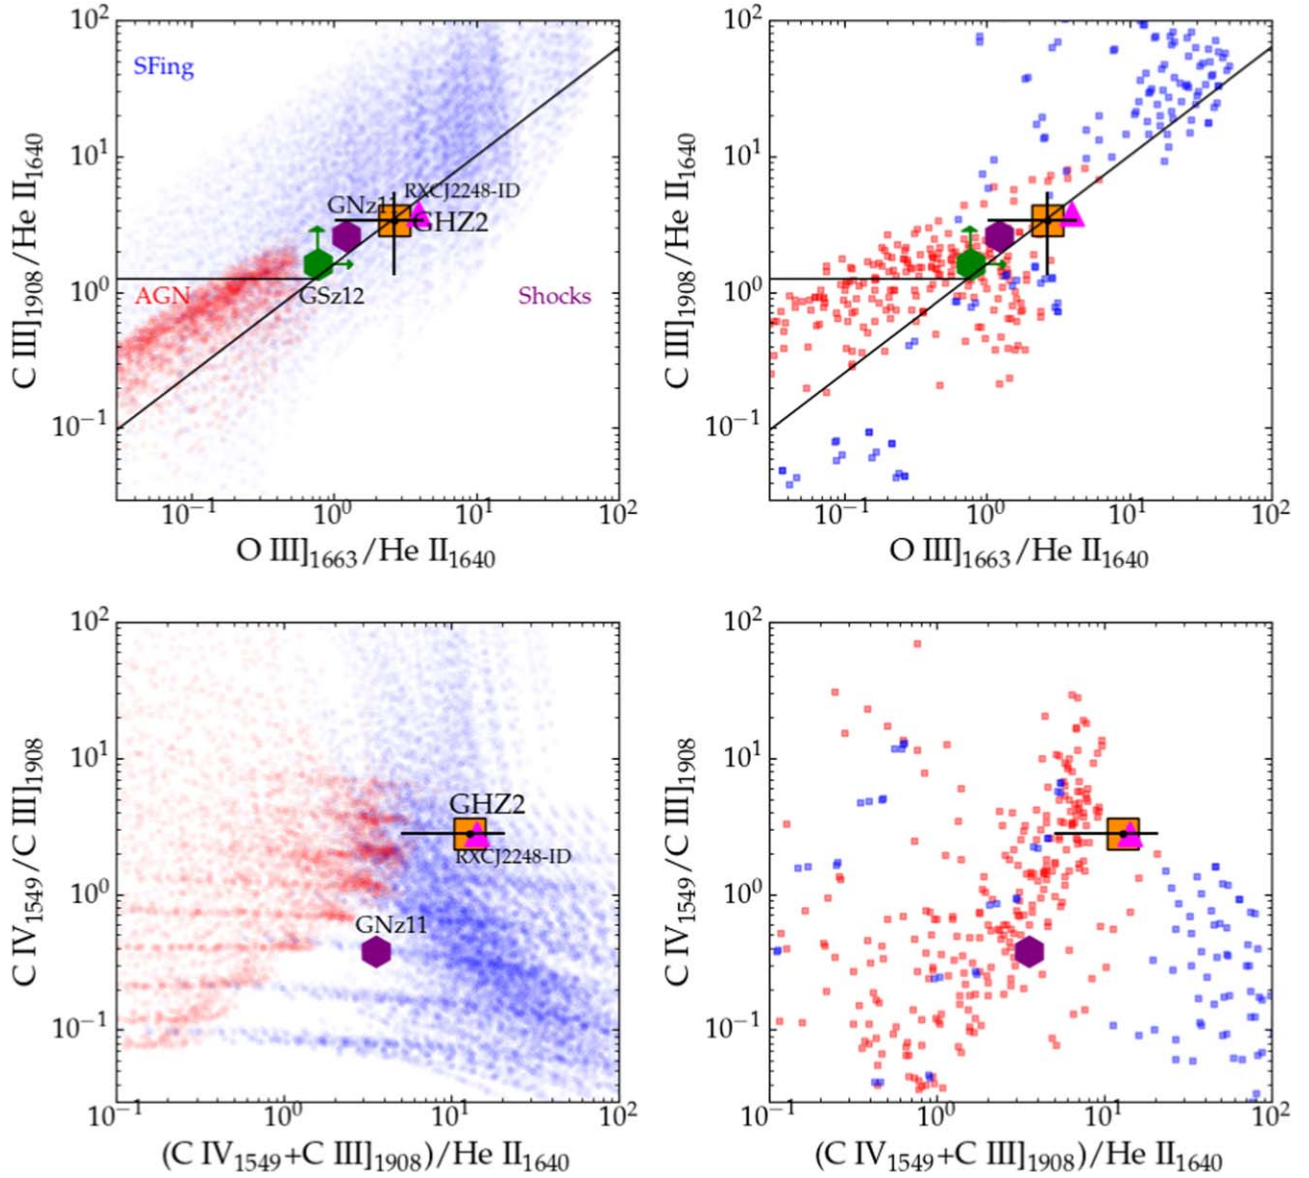 10² 10²
SFing
10¹ 10¹
C III]₁₉₀₈/He II₁₆₄₀ C III]₁₉₀₈/He II₁₆₄₀
RXCJ2248-ID
GNz11
GHZ2
10⁰ 10⁰
AGN GSz12 Shocks
10⁻¹ 10⁻¹
10⁻¹ 10⁰ 10¹ 10² 10⁻¹ 10⁰ 10¹ 10²
O III]₁₆₆₃/He II₁₆₄₀ O III]₁₆₆₃/He II₁₆₄₀
10² 10²
10¹ 10¹
C IV₁₅₄₉/C III]₁₉₀₈ C IV₁₅₄₉/C III]₁₉₀₈
GHZ2
RXCJ2248-ID
10⁰ 10⁰
GNz11
10⁻¹ 10⁻¹
10⁻¹ 10⁰ 10¹ 10² 10⁻¹ 10⁰ 10¹ 10²
(C IV₁₅₄₉+C III]₁₉₀₈)/He II₁₆₄₀ (C IV₁₅₄₉+C III]₁₉₀₈)/He II₁₆₄₀